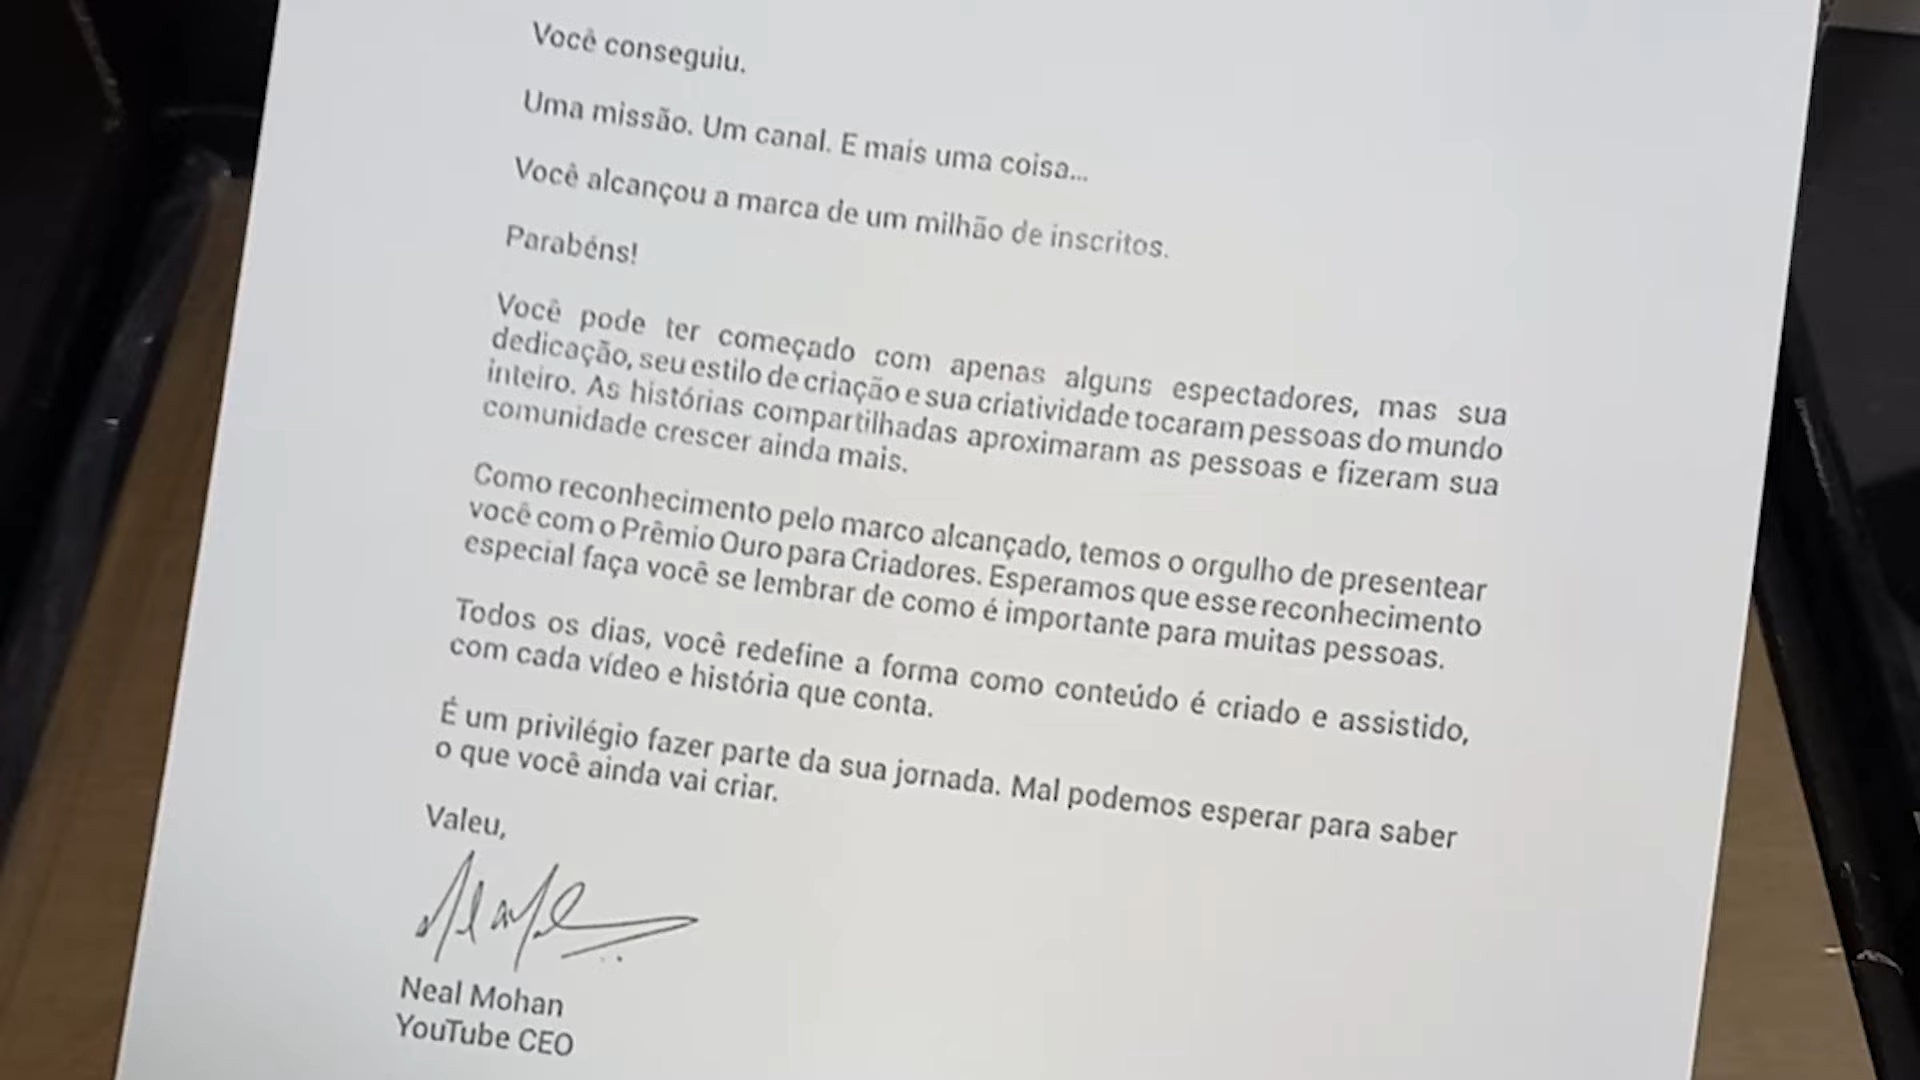 Você conseguiu.
Uma missão. Um canal. E mais uma coisa...
Você alcançou a marca de um milhão de inscritos.
Parabéns!
Você pode ter começado com apenas alguns espectadores, mas sua
dedicação, seu estilo de criação e sua criatividade tocaram pessoas do mundo
inteiro. As histórias compartilhadas aproximaram as pessoas e fizeram sua
comunidade crescer ainda mais.
Como reconhecimento pelo marco alcançado, temos o orgulho de presentear
você com o Prêmio Ouro para Criadores. Esperamos que esse reconhecimento
especial faça você se lembrar de como é importante para muitas pessoas.
Todos os dias, você redefine a forma como conteúdo é criado e assistido,
com cada vídeo e história que conta.
É um privilégio fazer parte da sua jornada. Mal podemos esperar para saber
o que você ainda vai criar.
Valeu,
Neal Mohan
YouTube CEO